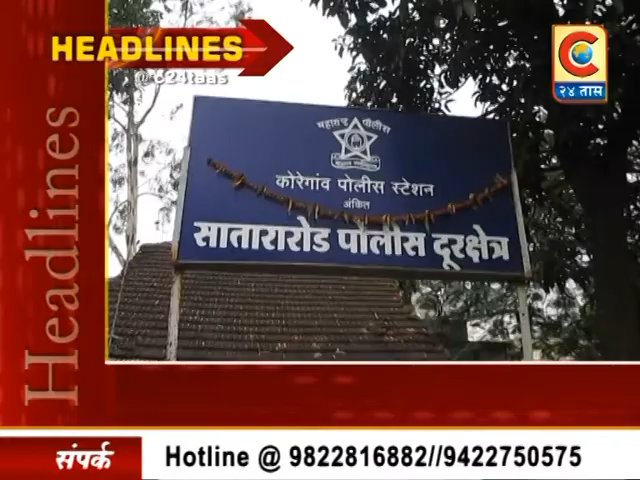 HEADLINES
@c24taas
C
२४ तास
Headlines
महाराष्ट्र पोलीस
कोरेगांव पोलीस स्टेशन
अंकित
सातारारोड पोलीस दूरक्षेत्र
संपर्क
Hotline @ 9822816882//9422750575